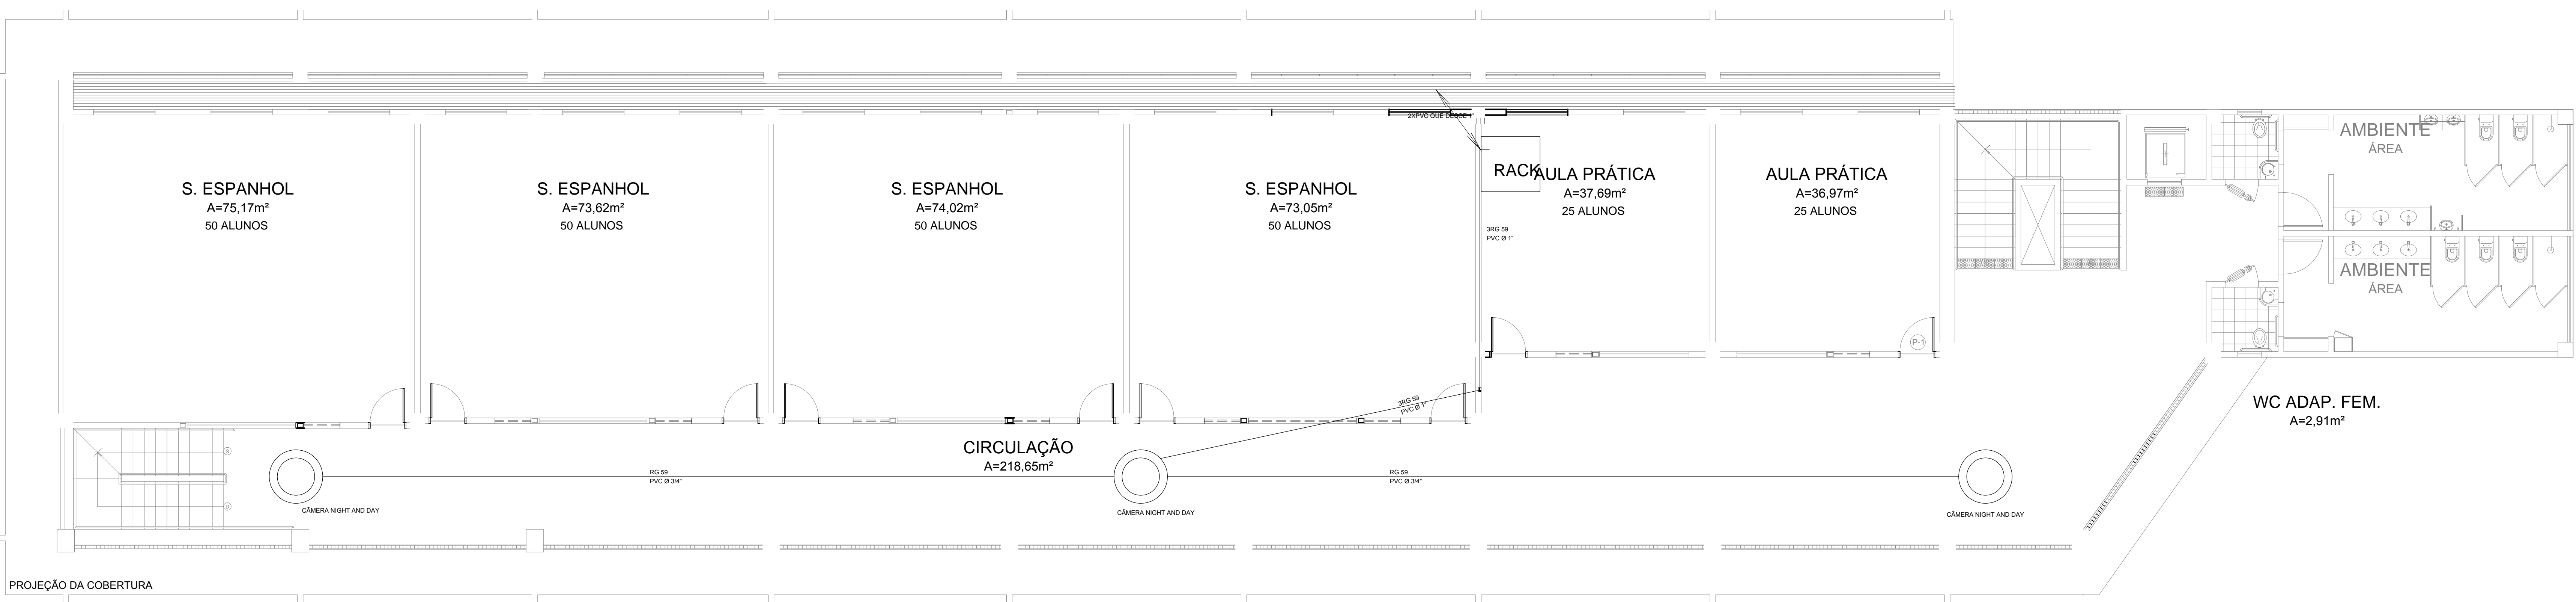 2XPVC QUE DESCE 1"
AMBIENTE
ÁREA
S. ESPANHOL
A=75,17m²
50 ALUNOS
S. ESPANHOL
A=73,62m²
50 ALUNOS
S. ESPANHOL
A=74,02m²
50 ALUNOS
S. ESPANHOL
A=73,05m²
50 ALUNOS
RACK
AULA PRÁTICA
A=37,69m²
25 ALUNOS
AULA PRÁTICA
A=36,97m²
25 ALUNOS
3RG 59
PVC Ø 1"
AMBIENTE
ÁREA
P-1
3RG 59
PVC Ø 1"
WC ADAP. FEM.
A=2,91m²
CIRCULAÇÃO
A=218,65m²
S
D
RG 59
PVC Ø 3/4"
RG 59
PVC Ø 3/4"
CÂMERA NIGHT AND DAY
CÂMERA NIGHT AND DAY
CÂMERA NIGHT AND DAY
PROJEÇÃO DA COBERTURA